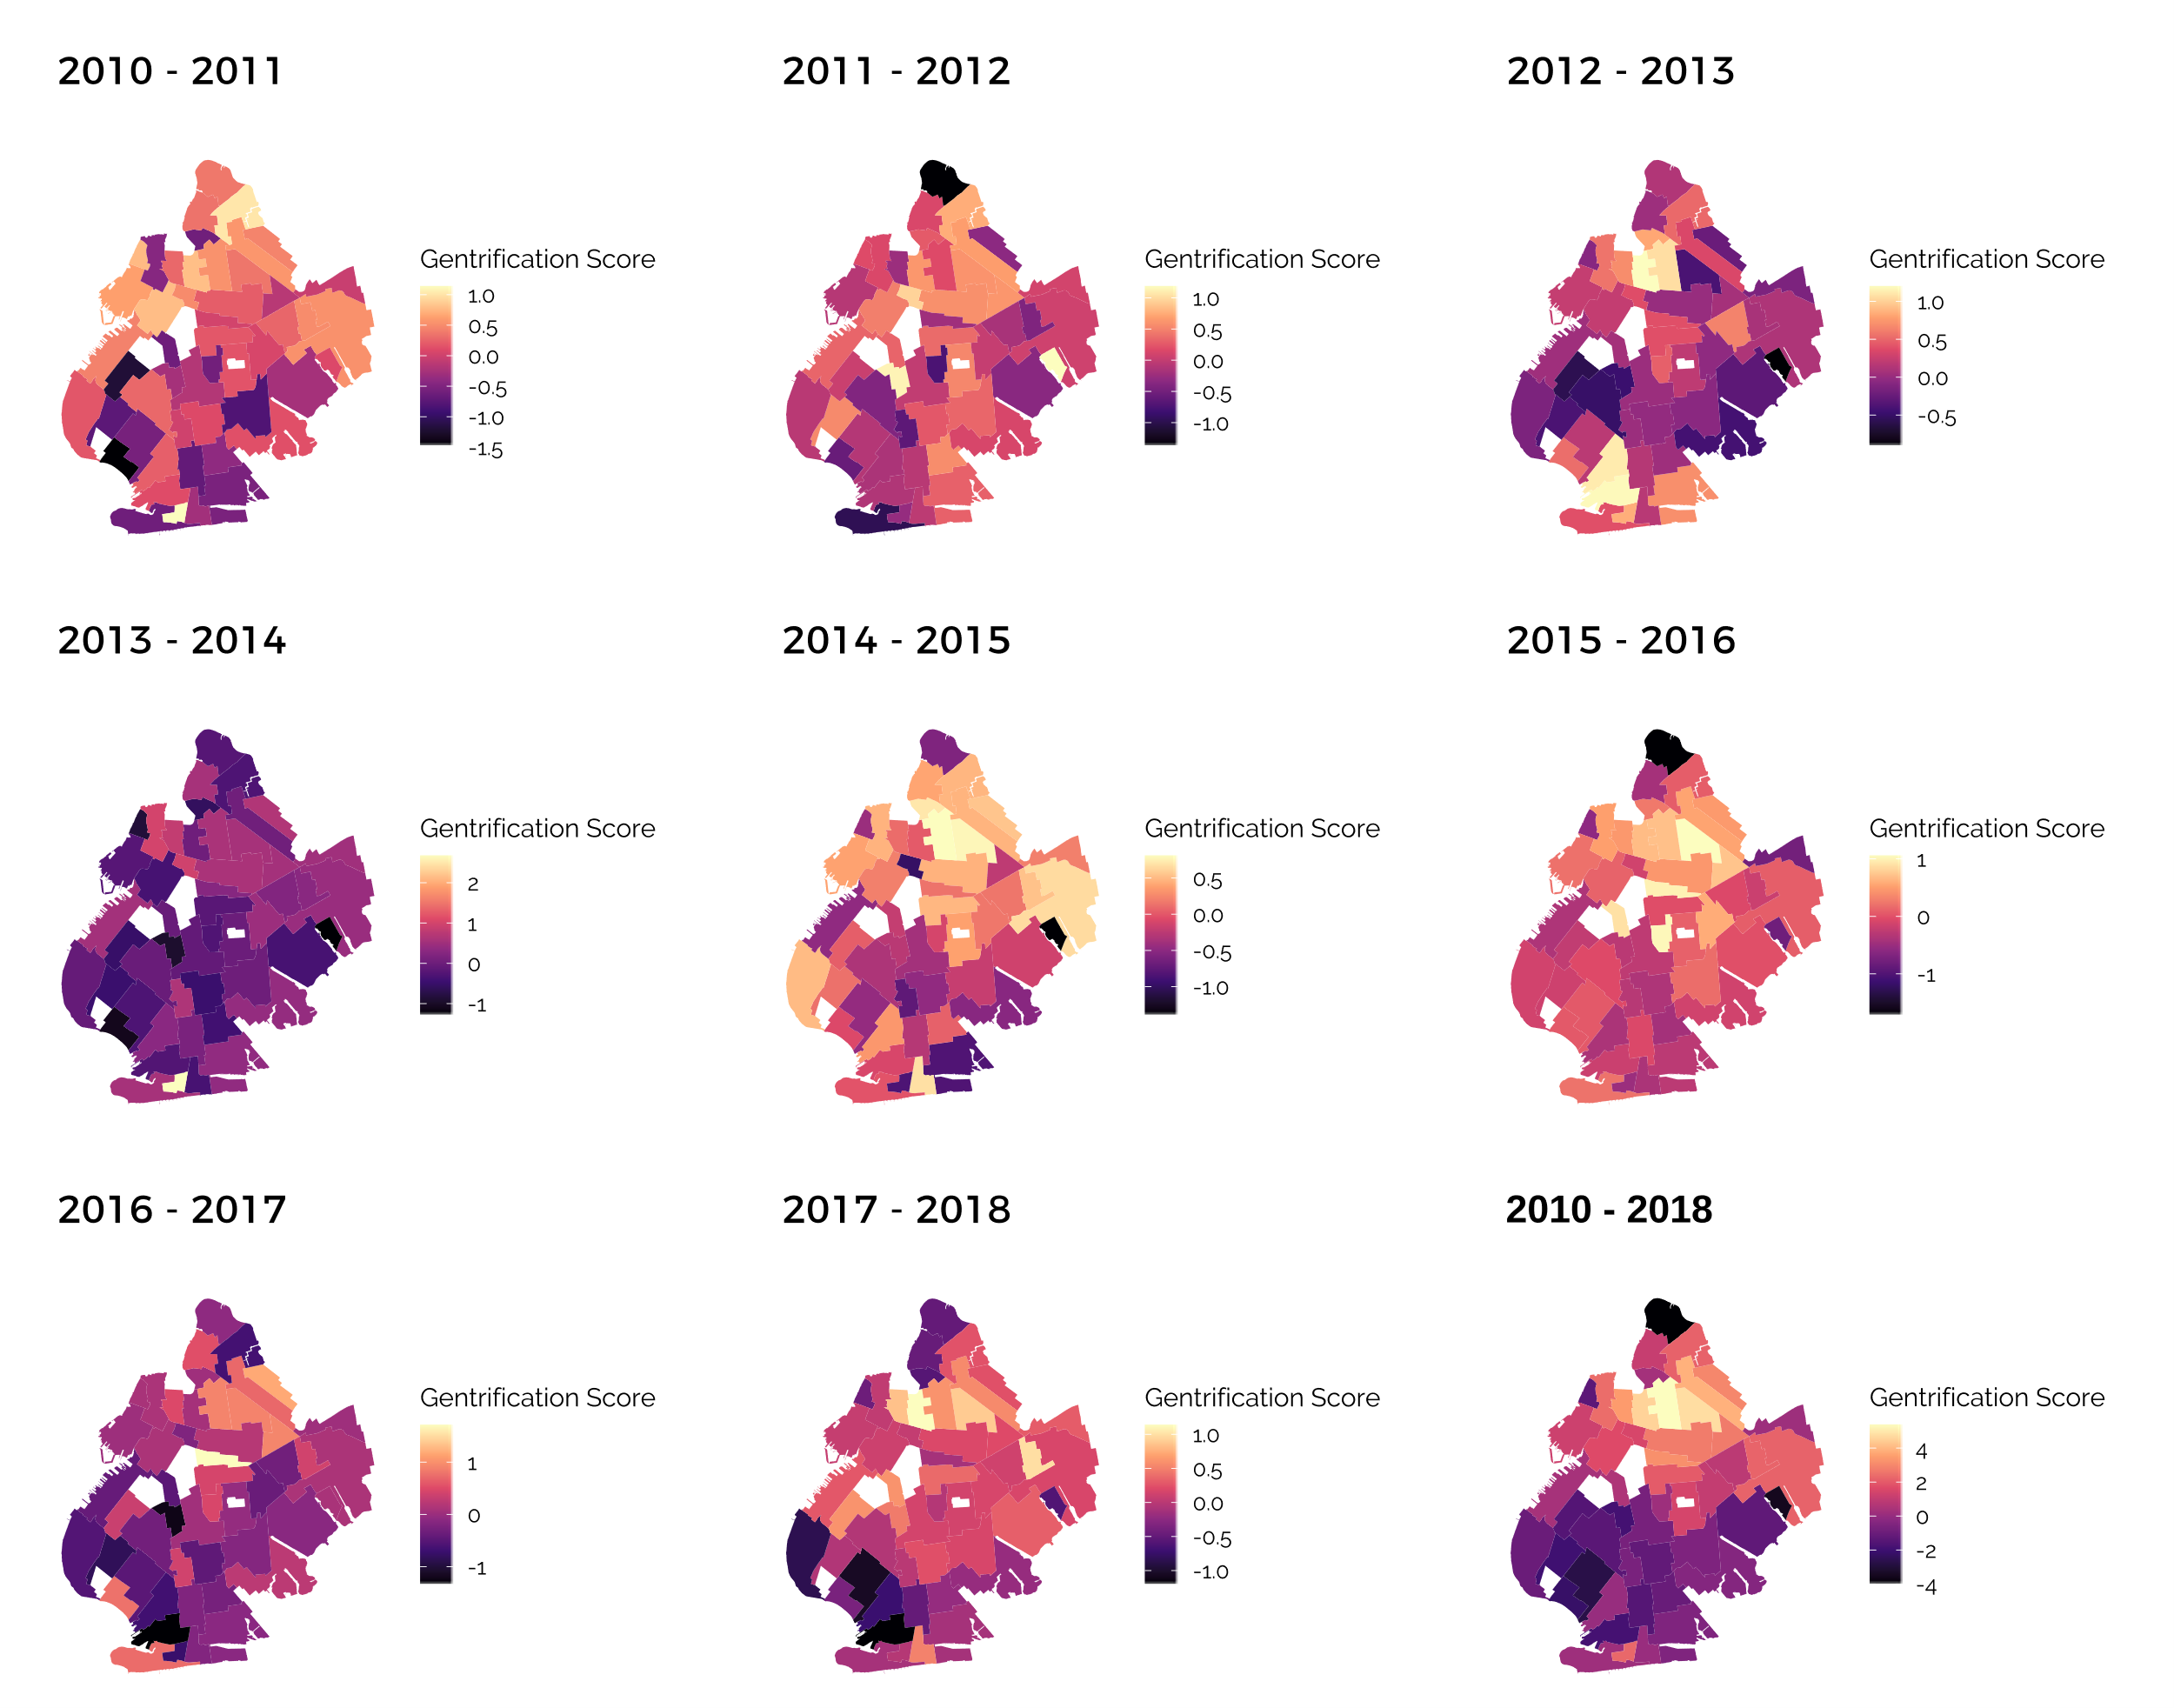 2010 - 2011
Gentrification Score
1.0
0.5
0.0
-0.5
-1.0
-1.5
2011 - 2012
Gentrification Score
1.0
0.5
0.0
-0.5
-1.0
2012 - 2013
Gentrification Score
1.0
0.5
0.0
-0.5
2013 - 2014
Gentrification Score
2
1
0
-1
2014 - 2015
Gentrification Score
0.5
0.0
-0.5
-1.0
2015 - 2016
Gentrification Score
1
0
-1
2016 - 2017
Gentrification Score
1
0
-1
2017 - 2018
Gentrification Score
1.0
0.5
0.0
-0.5
-1.0
2010 - 2018
Gentrification Score
4
2
0
-2
-4